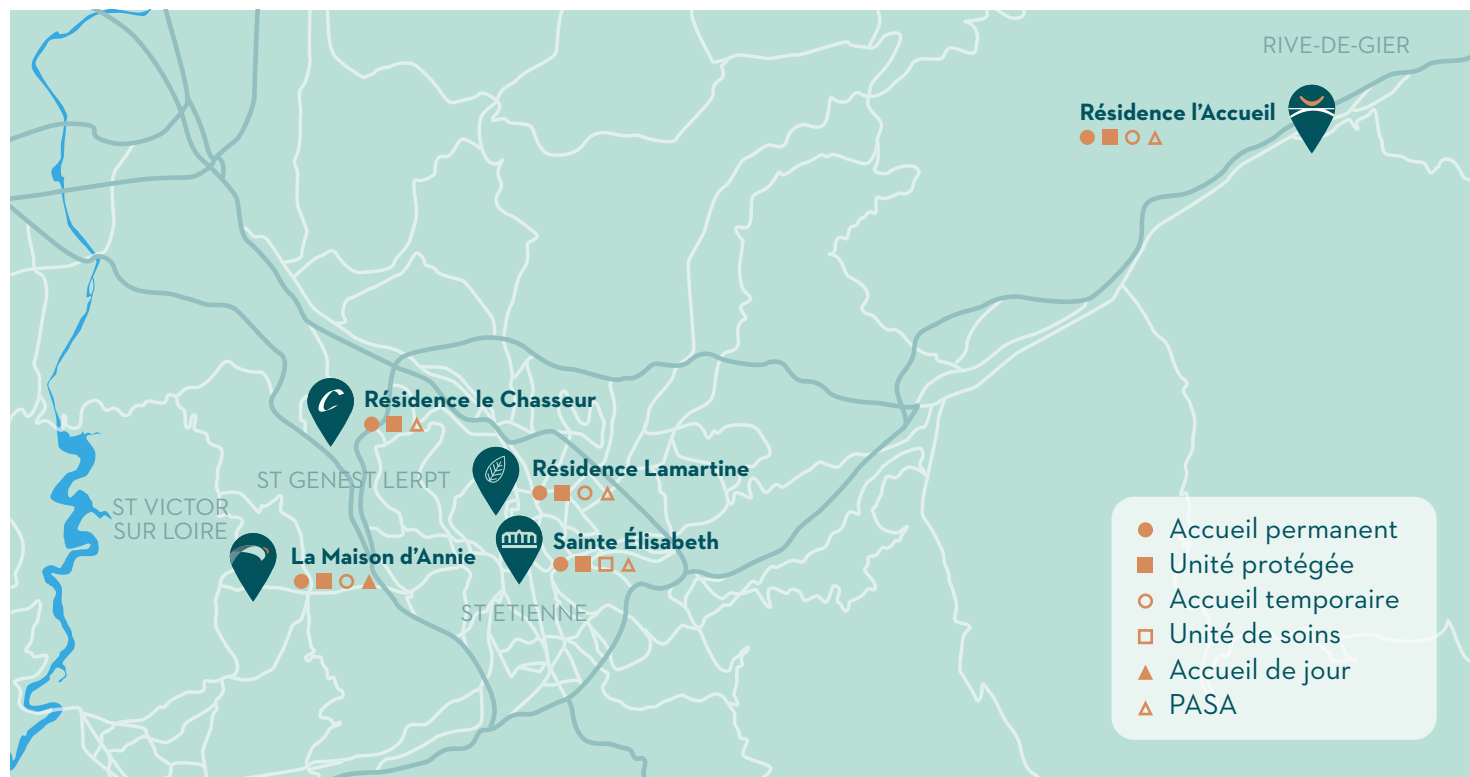 RIVE-DE-GIER
Résidence l'Accueil
Résidence le Chasseur
ST GENEST LERPT
Résidence Lamartine
ST VICTOR
SUR LOIRE
La Maison d'Annie
Sainte Élisabeth
ST ETIENNE
Accueil permanent
Unité protégée
Accueil temporaire
Unité de soins
Accueil de jour
PASA